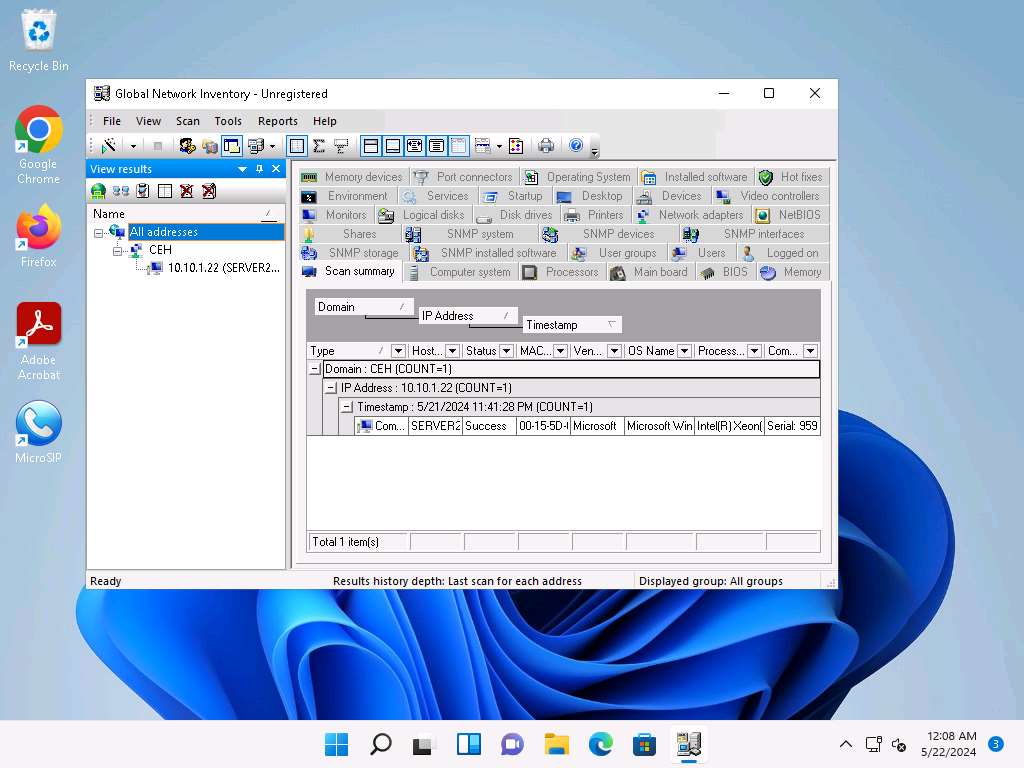 Recycle Bin
Google Chrome
Firefox
Adobe Acrobat
MicroSIP
Global Network Inventory - Unregistered
File View Scan Tools Reports Help
View results
Name
All addresses
CEH
10.10.1.22 (SERVER2...
Memory devices Port connectors Operating System Installed software Hot fixes
Environment Services Startup Desktop Devices Video controllers
Monitors Logical disks Disk drives Printers Network adapters NetBIOS
Shares SNMP system SNMP devices SNMP interfaces
SNMP storage SNMP installed software User groups Users Logged on
Scan summary Computer system Processors Main board BIOS Memory
Domain
IP Address
Timestamp
Type Host... Status MAC... Ven... OS Name Process... Com...
Domain : CEH (COUNT=1)
IP Address : 10.10.1.22 (COUNT=1)
Timestamp : 5/21/2024 11:41:28 PM (COUNT=1)
Com... SERVER2 Success 00-15-5D- Microsoft Microsoft Win Intel(R) Xeon( Serial: 959
Total 1 item(s)
Ready Results history depth: Last scan for each address Displayed group: All groups
12:08 AM
5/22/2024
3